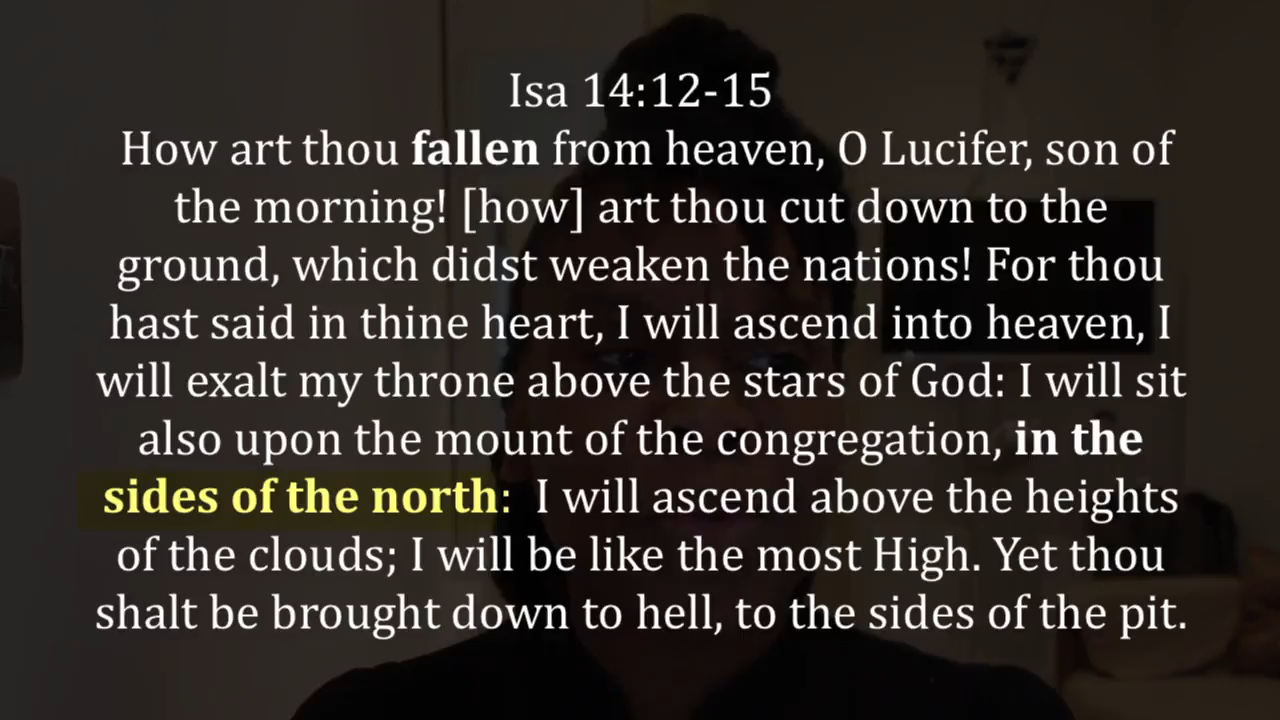 Isa 14:12-15
How art thou fallen from heaven, O Lucifer, son of
the morning! [how] art thou cut down to the
ground, which didst weaken the nations! For thou
hast said in thine heart, I will ascend into heaven, I
will exalt my throne above the stars of God: I will sit
also upon the mount of the congregation, in the
sides of the north:  I will ascend above the heights
of the clouds; I will be like the most High. Yet thou
shalt be brought down to hell, to the sides of the pit.